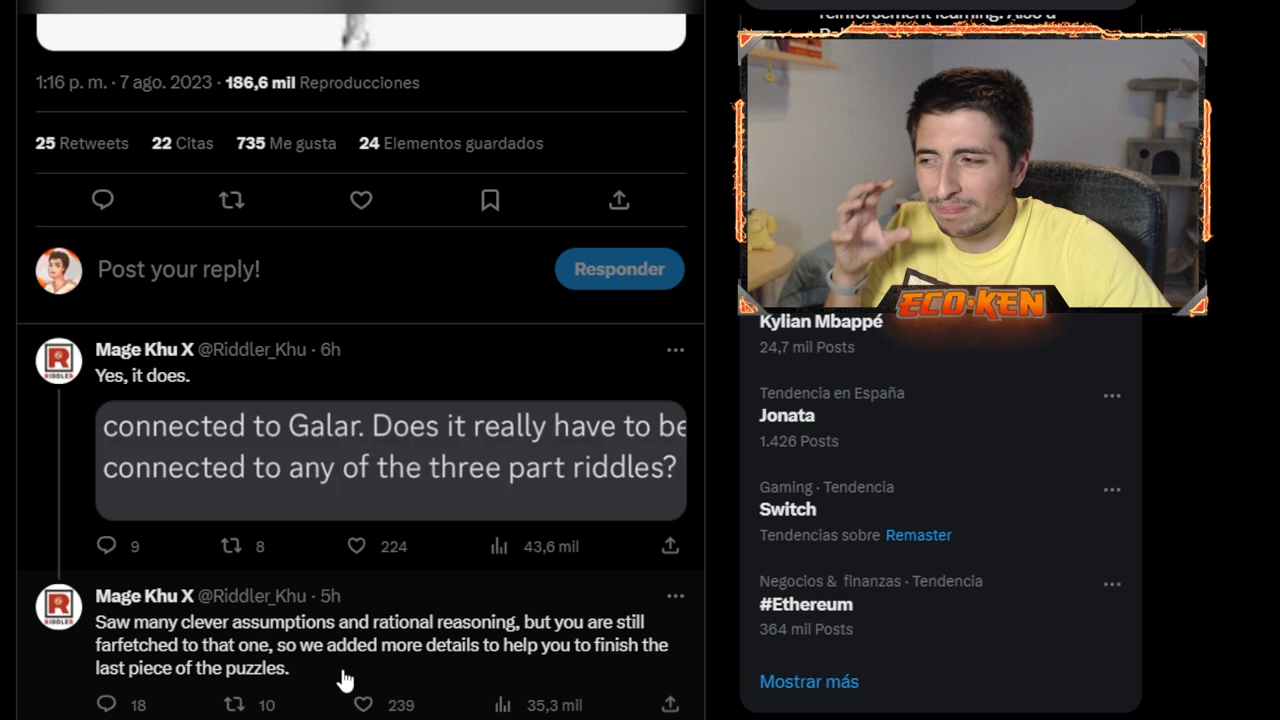 reinforcement learning. Also a
1:16 p. m. · 7 ago. 2023 · 186,6 mil Reproducciones
25 Retweets 22 Citas 735 Me gusta 24 Elementos guardados
Post your reply!
Responder
Mage Khu X @Riddler_Khu · 6h
Yes, it does.
connected to Galar. Does it really have to be
connected to any of the three part riddles?
9 8 224 43,6 mil
Mage Khu X @Riddler_Khu · 5h
Saw many clever assumptions and rational reasoning, but you are still
farfetched to that one, so we added more details to help you to finish the
last piece of the puzzles.
18 10 239 35,3 mil
R
RIDDLER
R
RIDDLER
ECO·KEN
Kylian Mbappé
24,7 mil Posts
Tendencia en España
Jonata
1.426 Posts
Gaming · Tendencia
Switch
Tendencias sobre Remaster
Negocios & finanzas · Tendencia
#Ethereum
364 mil Posts
Mostrar más